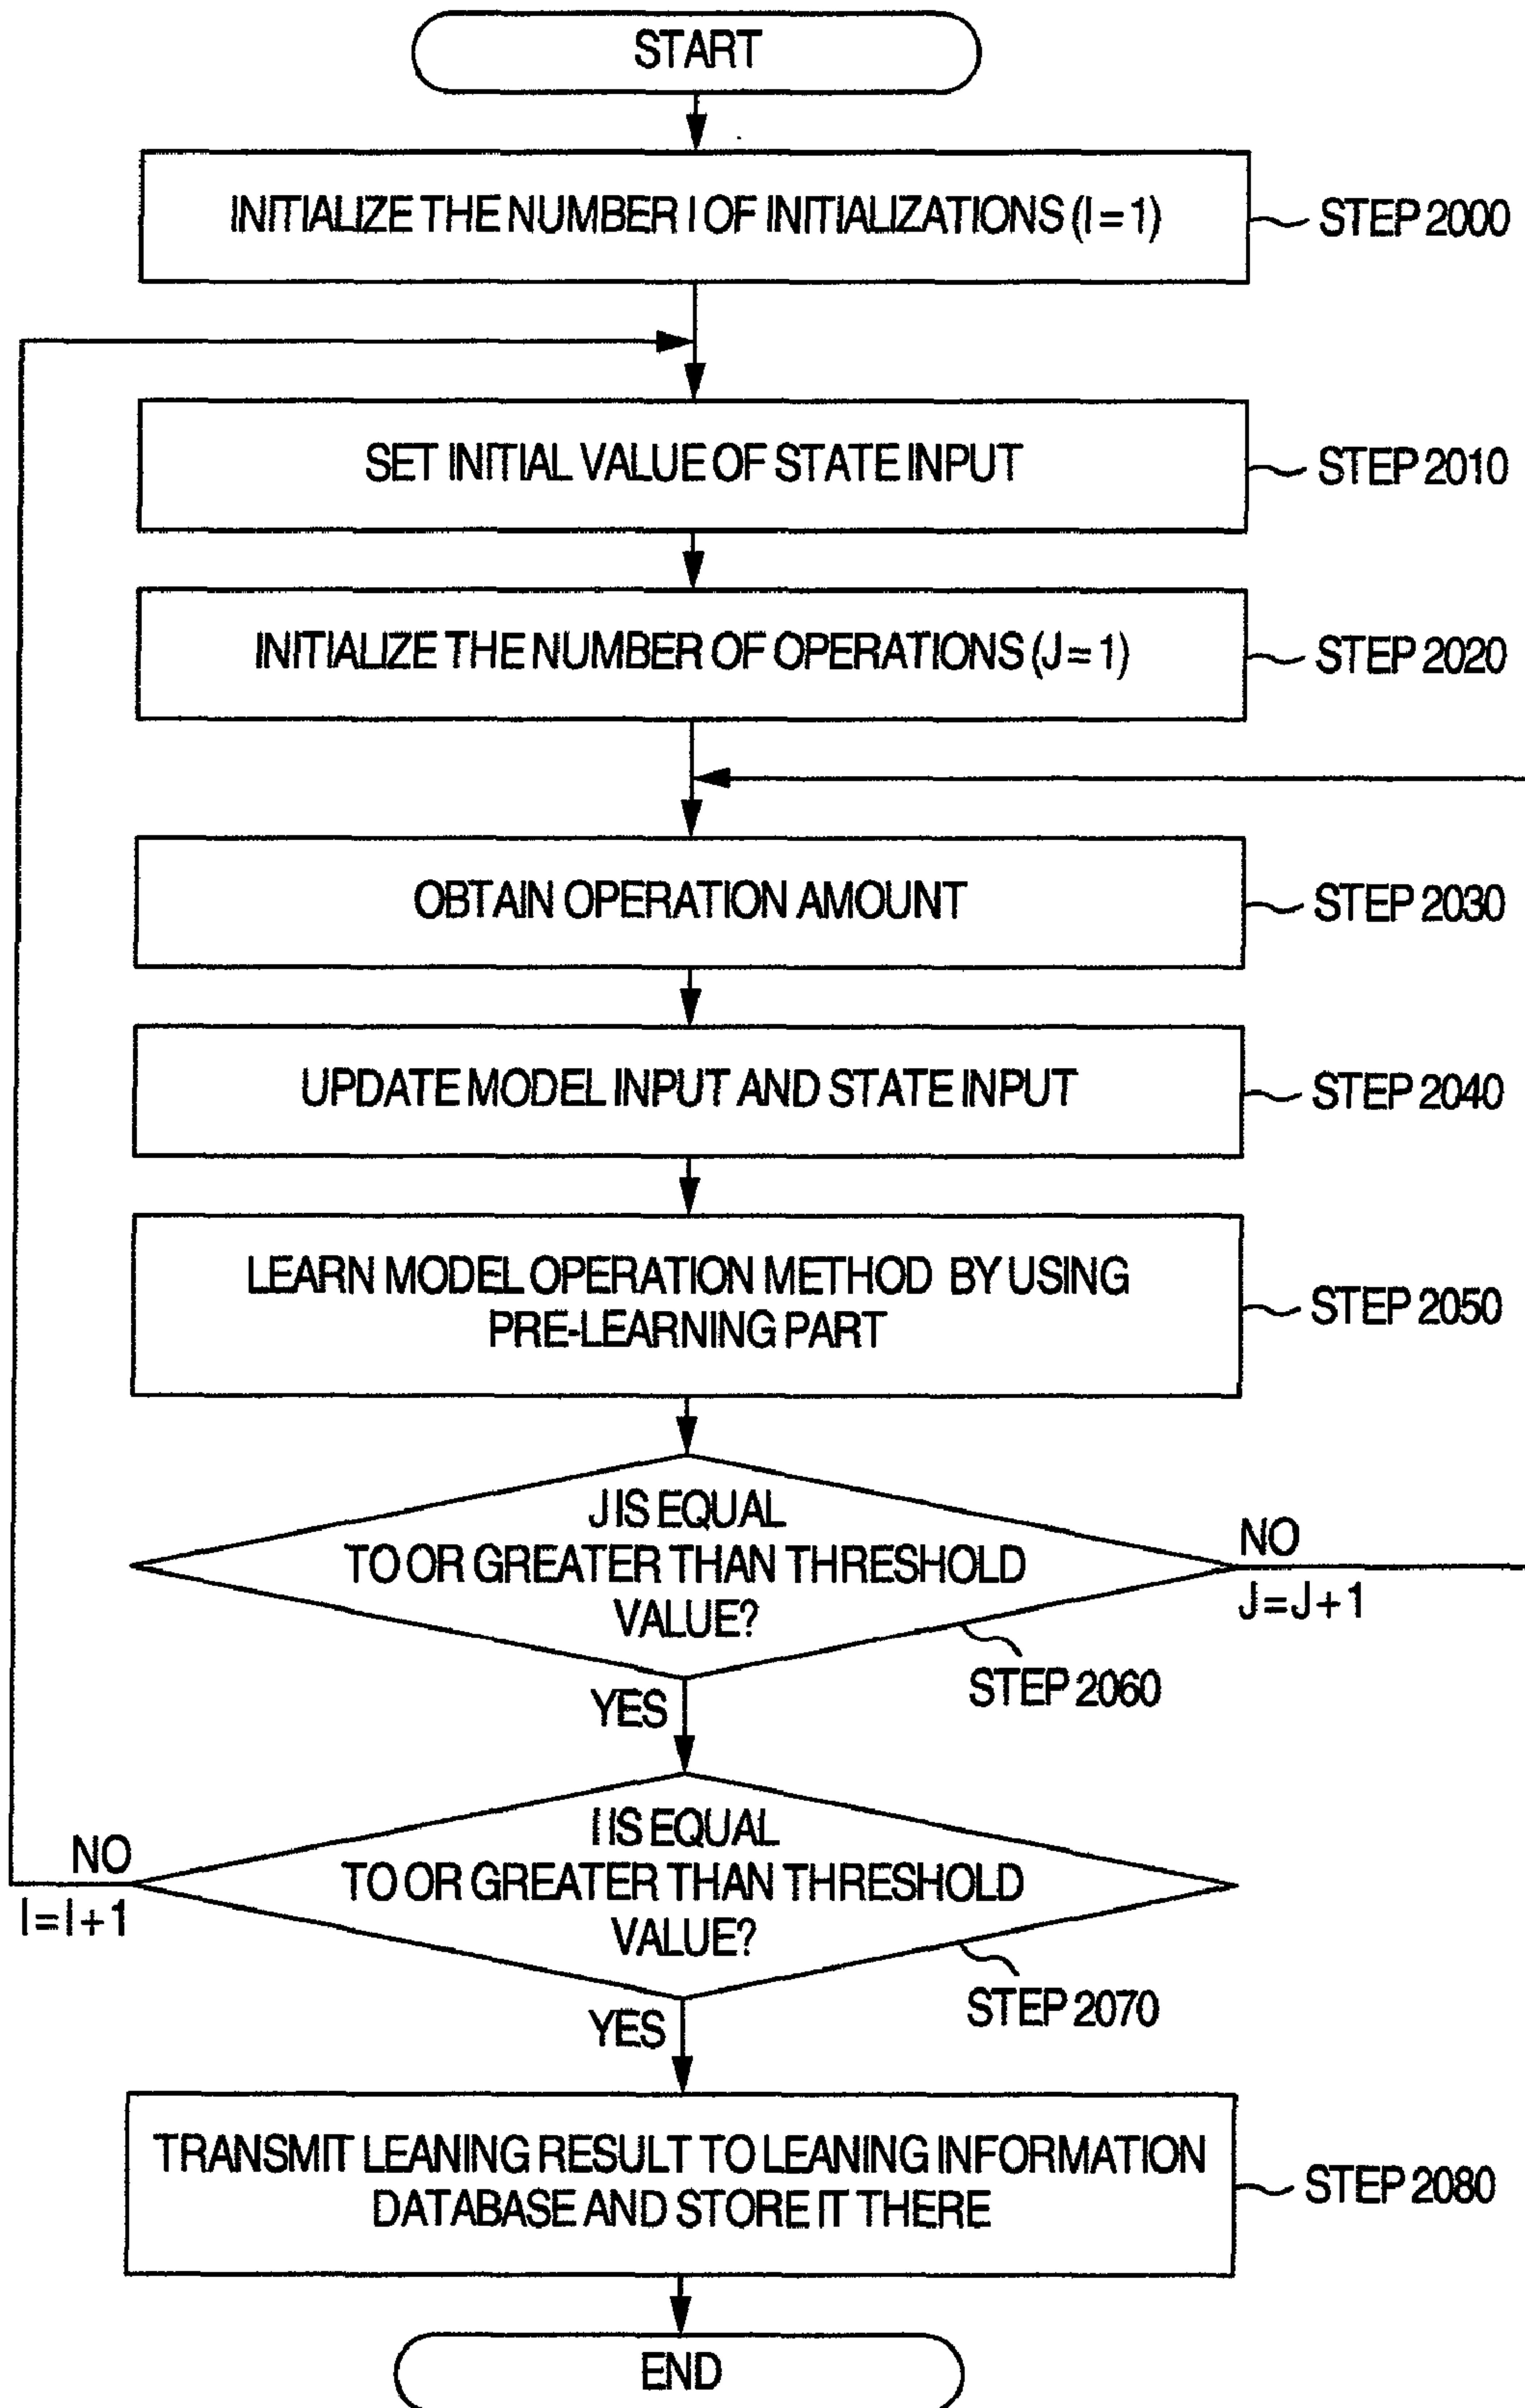 START
INITIALIZE THE NUMBER I OF INITIALIZATIONS (I = 1)
STEP 2000
SET INITIAL VALUE OF STATE INPUT
STEP 2010
INITIALIZE THE NUMBER OF OPERATIONS (J = 1)
STEP 2020
OBTAIN OPERATION AMOUNT
STEP 2030
UPDATE MODEL INPUT AND STATE INPUT
STEP 2040
LEARN MODEL OPERATION METHOD BY USING
PRE-LEARNING PART
STEP 2050
J IS EQUAL
TO OR GREATER THAN THRESHOLD
VALUE?
NO
J=J+1
STEP 2060
YES
I IS EQUAL
TO OR GREATER THAN THRESHOLD
VALUE?
NO
I=I+1
STEP 2070
YES
TRANSMIT LEANING RESULT TO LEANING INFORMATION
DATABASE AND STORE IT THERE
STEP 2080
END